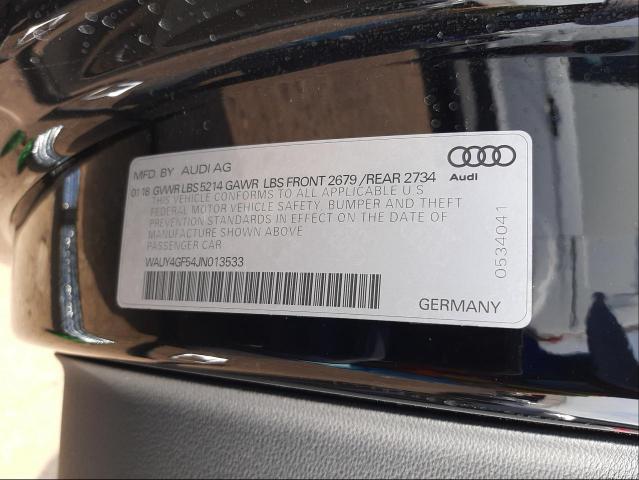 MFD. BY AUDI AG
01 18 GVWR LBS 5214 GAWR LBS FRONT 2679 /REAR 2734
THIS VEHICLE CONFORMS TO ALL APPLICABLE U S
FEDERAL MOTOR VEHICLE SAFETY, BUMPER AND THEFT
PREVENTION STANDARDS IN EFFECT ON THE DATE OF
MANUFACTURE SHOWN ABOVE
PASSENGER CAR
WAUY4GF54JN013533
GERMANY
Audi
0534041